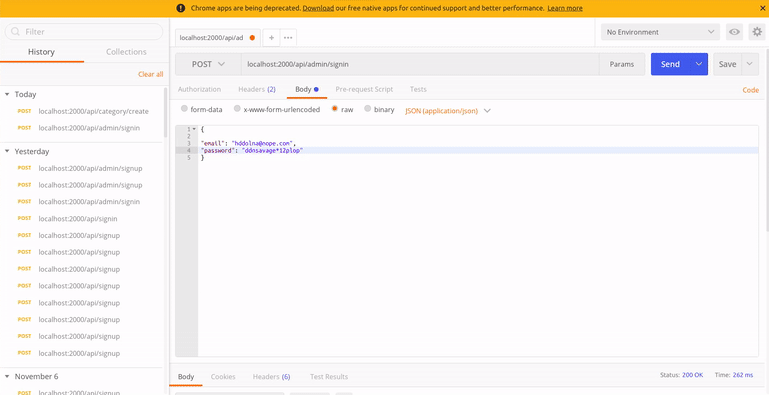 Chrome apps are being deprecated. Download our free native apps for continued support and better performance. Learn more
Filter
History
Collections
Clear all
Today
POST localhost:2000/api/category/create
POST localhost:2000/api/admin/signin
Yesterday
POST localhost:2000/api/admin/signup
POST localhost:2000/api/admin/signup
POST localhost:2000/api/admin/signin
POST localhost:2000/api/signin
POST localhost:2000/api/signup
POST localhost:2000/api/signup
POST localhost:2000/api/signup
POST localhost:2000/api/signup
POST localhost:2000/api/signup
POST localhost:2000/api/signup
POST localhost:2000/api/signup
POST localhost:2000/api/signup
November 6
POST localhost:2000/api/signup
localhost:2000/api/ad
No Environment
POST
localhost:2000/api/admin/signin
Params
Send
Save
Authorization
Headers (2)
Body
Pre-request Script
Tests
Code
form-data
x-www-form-urlencoded
raw
binary
JSON (application/json)
1 {
2
3 "email": "hddolna@nope.com",
4 "password": "ddnsavage*12plop"
5 }
Body
Cookies
Headers (6)
Test Results
Status: 200 OK
Time: 262 ms